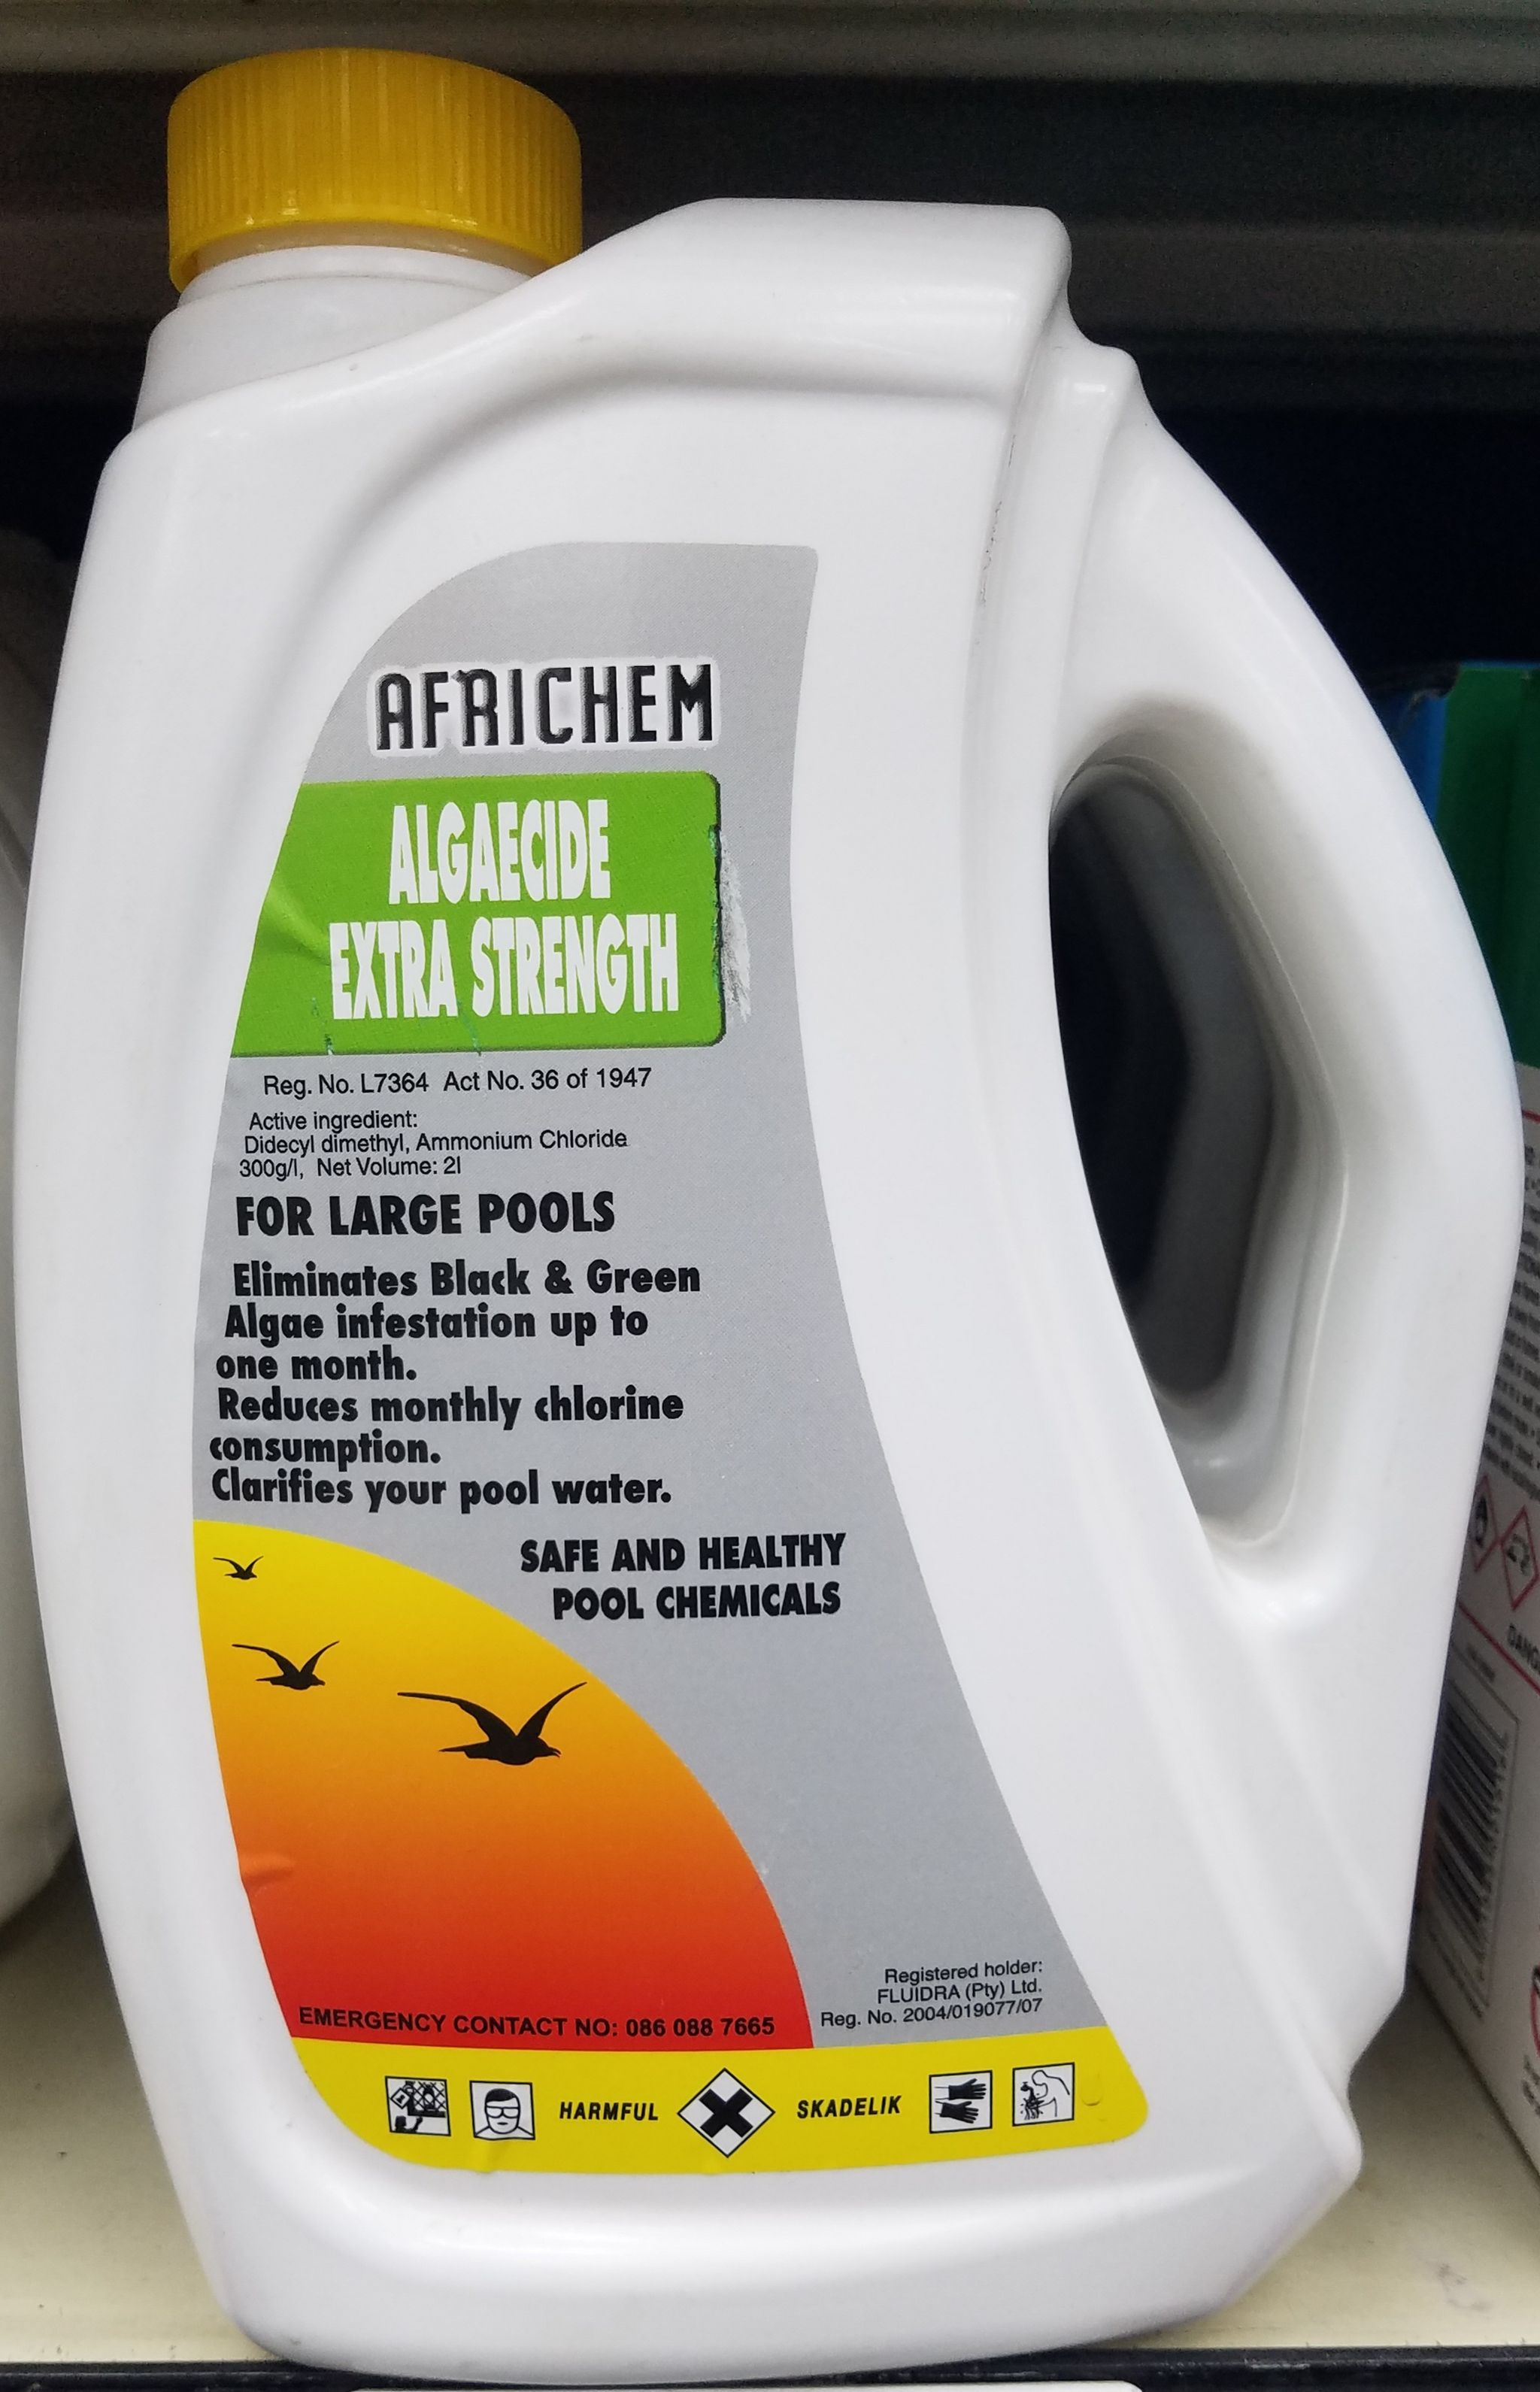 AFRICHEM
ALGAECIDE
EXTRA STRENGTH
Reg. No. L7364 Act No. 36 of 1947
Active ingredient:
Didecyl dimethyl, Ammonium Chloride
300g/l, Net Volume: 2l
FOR LARGE POOLS
Eliminates Black & Green
Algae infestation up to
one month.
Reduces monthly chlorine
consumption.
Clarifies your pool water.
SAFE AND HEALTHY
POOL CHEMICALS
Registered holder:
FLUIDRA (Pty) Ltd.
Reg. No. 2004/019077/07
EMERGENCY CONTACT NO: 086 088 7665
HARMFUL SKADELIK